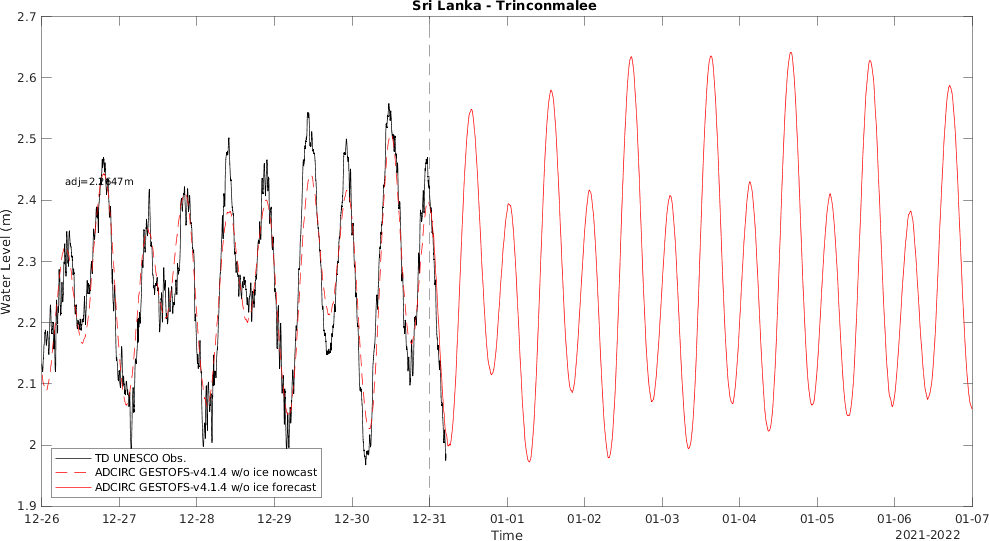 Sri Lanka - Trinconmalee
2.7
2.6
2.5
2.4
2.3
2.2
2.1
2
1.9
Water Level (m)
adj=2.2647m
TD UNESCO Obs.
ADCIRC GESTOFS-v4.1.4 w/o ice nowcast
ADCIRC GESTOFS-v4.1.4 w/o ice forecast
12-26 12-27 12-28 12-29 12-30 12-31 01-01 01-02 01-03 01-04 01-05 01-06 01-07
Time
2021-2022